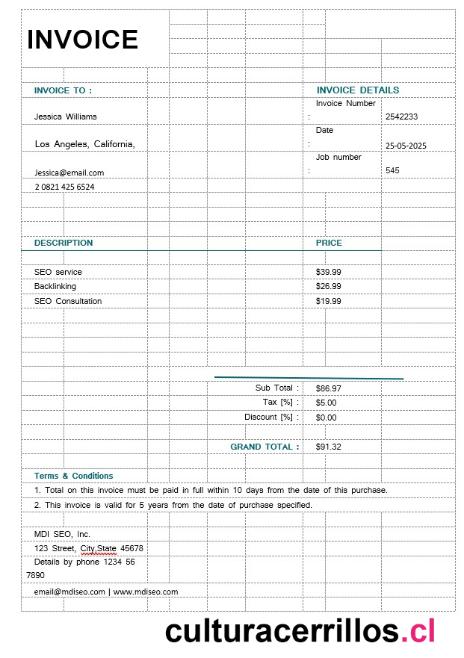 INVOICE
INVOICE TO :
INVOICE DETAILS
Invoice Number
Jessica Williams : 2542233
Date
Los Angeles, California, : 25-05-2025
Job number
Jessica@email.com : 545
2 0821 425 6524
DESCRIPTION PRICE
SEO service $39.99
Backlinking $26.99
SEO Consultation $19.99
Sub Total : $86.97
Tax [%] : $5.00
Discount [%] : $0.00
GRAND TOTAL : $91.32
Terms & Conditions
1. Total on this invoice must be paid in full within 10 days from the date of this purchase.
2. This invoice is valid for 5 years from the date of purchase specified.
MDI SEO, Inc.
123 Street, City,State 45678
Details by phone 1234 56
7890
email@mdiseo.com | www.mdiseo.com
culturacerrillos.cl